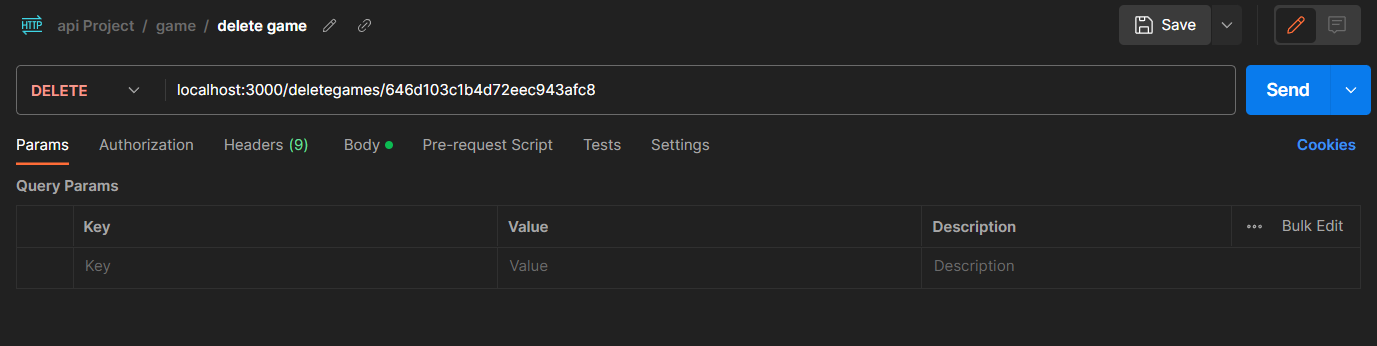 HTTP api Project / game / delete game Save
DELETE localhost:3000/deletegames/646d103c1b4d72eec943afc8 Send
Params Authorization Headers (9) Body Pre-request Script Tests Settings Cookies
Query Params
Key Value Description Bulk Edit
Key Value Description